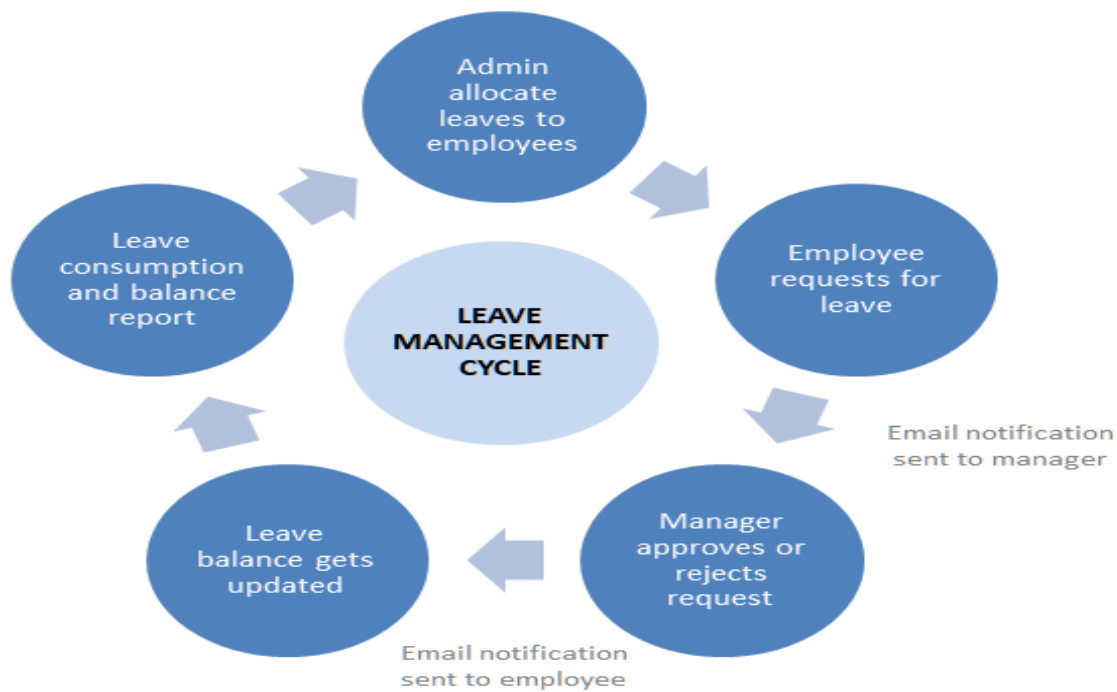 Admin
allocate
leaves to
employees
Employee
requests for
leave
Email notification
sent to manager
Manager
approves or
rejects
request
Email notification
sent to employee
Leave
balance gets
updated
Leave
consumption
and balance
report
LEAVE
MANAGEMENT
CYCLE